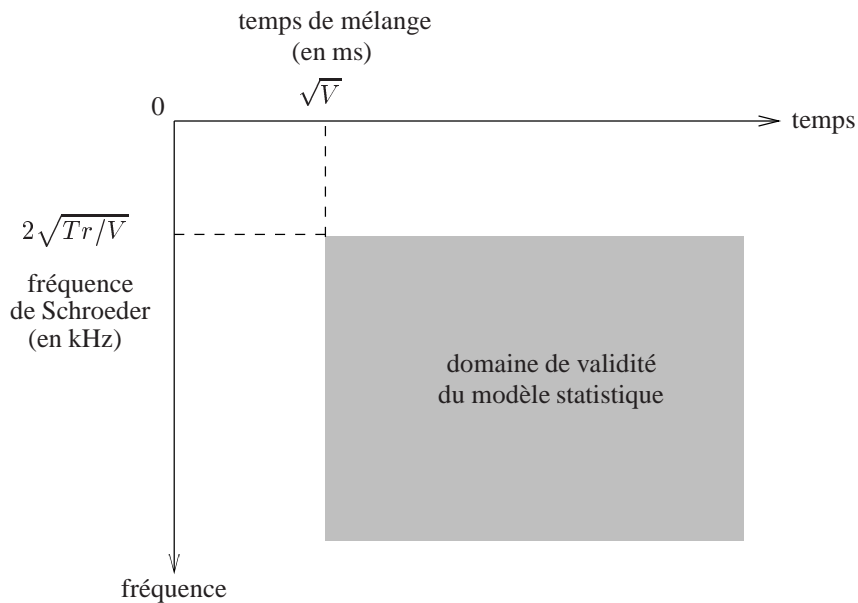 temps de mélange
(en ms)
√V
0
temps
2√Tr/V
fréquence
de Schroeder
(en kHz)
domaine de validité
du modèle statistique
fréquence